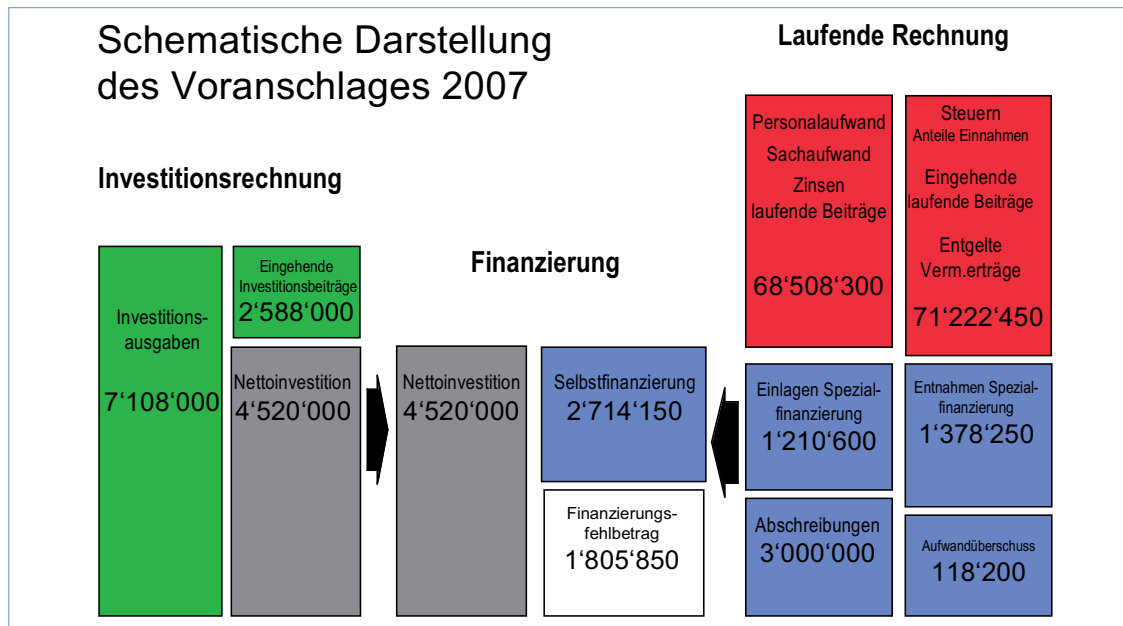 Schematische Darstellung
des Voranschlages 2007
Investitionsrechnung
Investitions-
ausgaben
7‘108‘000
Eingehende
Investitionsbeiträge
2‘588‘000
Nettoinvestition
4‘520‘000
Finanzierung
Nettoinvestition
4‘520‘000
Selbstfinanzierung
2‘714‘150
Finanzierungs-
fehlbetrag
1‘805‘850
Laufende Rechnung
Personalaufwand
Sachaufwand
Zinsen
laufende Beiträge
68‘508‘300
Steuern
Anteile Einnahmen
Eingehende
laufende Beiträge
Entgelte
Verm.erträge
71‘222‘450
Einlagen Spezial-
finanzierung
1‘210‘600
Entnahmen Spezial-
finanzierung
1‘378‘250
Abschreibungen
3‘000‘000
Aufwandüberschuss
118‘200